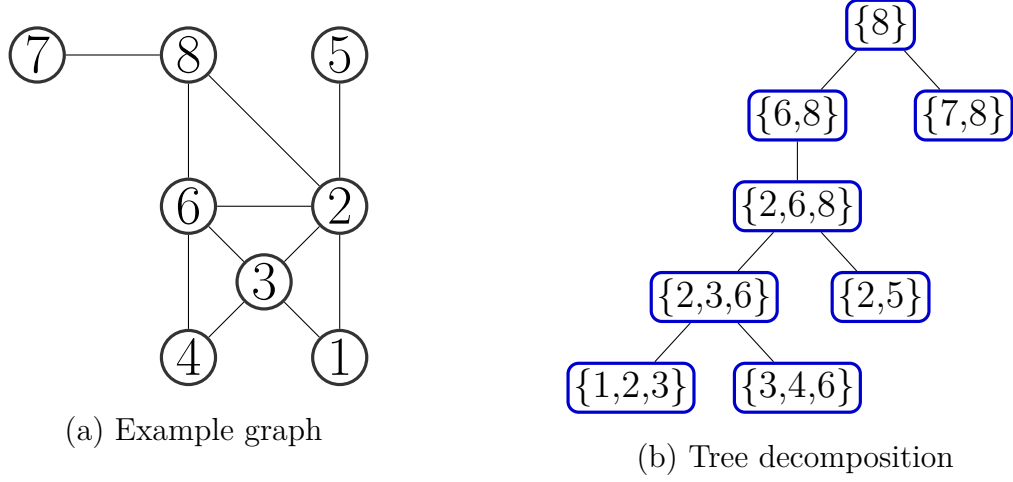 7 8 5
6 2
3
4 1
(a) Example graph
{8}
{6,8} {7,8}
{2,6,8}
{2,3,6} {2,5}
{1,2,3} {3,4,6}
(b) Tree decomposition